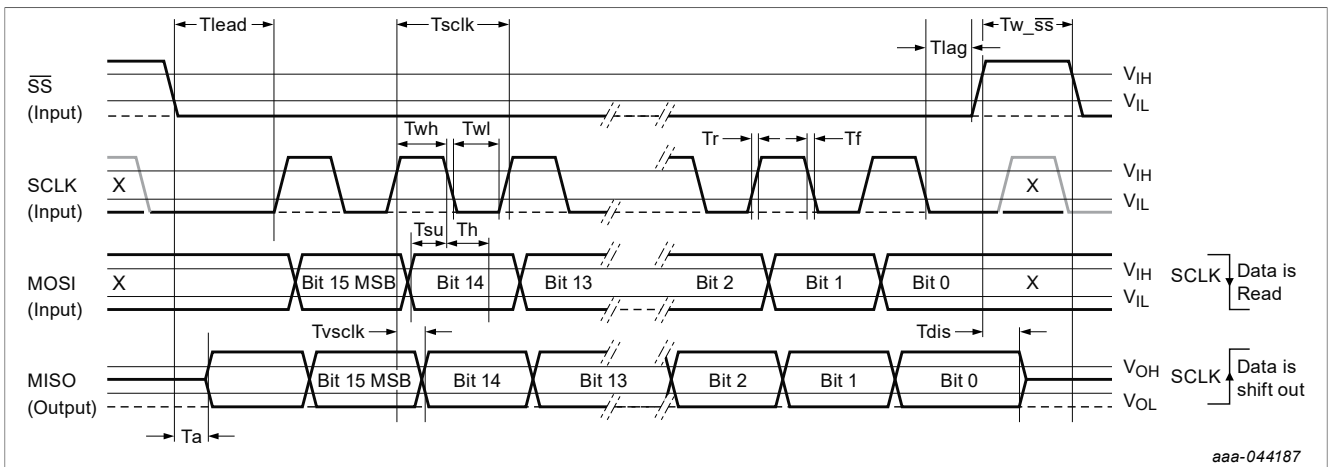 Tlead
Tsclk
Tw_S̅S̅
Tlag
S̅S̅
(Input)
VIH
VIL
Twh
Twl
Tr
Tf
SCLK
(Input)
X
X
VIH
VIL
Tsu
Th
MOSI
(Input)
X
Bit 15 MSB
Bit 14
Bit 13
Bit 2
Bit 1
Bit 0
X
VIH
VIL
SCLK
Data is
Read
Tvsclk
Tdis
MISO
(Output)
Bit 15 MSB
Bit 14
Bit 13
Bit 2
Bit 1
Bit 0
VOH
VOL
SCLK
Data is
shift out
Ta
aaa-044187